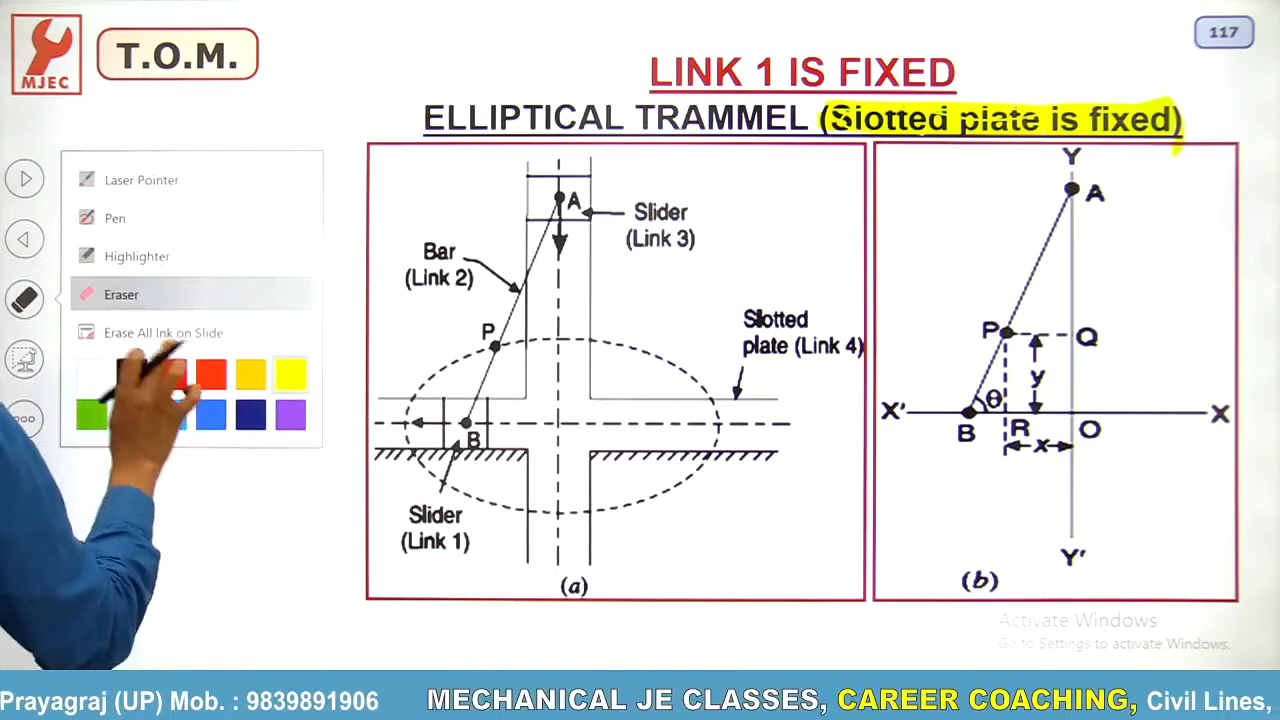 MJEC
T.O.M.
117
LINK 1 IS FIXED
ELLIPTICAL TRAMMEL (Slotted plate is fixed)
Laser Pointer
Pen
Highlighter
Eraser
Erase All Ink on Slide
A
Slider
(Link 3)
Bar
(Link 2)
P
Slotted
plate (Link 4)
B
Slider
(Link 1)
(a)
Y
A
P
Q
y
θ
X'
X
B
R
O
x
Y'
(b)
Activate Windows
Go to Settings to activate Windows.
Prayagraj (UP) Mob. : 9839891906 MECHANICAL JE CLASSES, CAREER COACHING, Civil Lines,